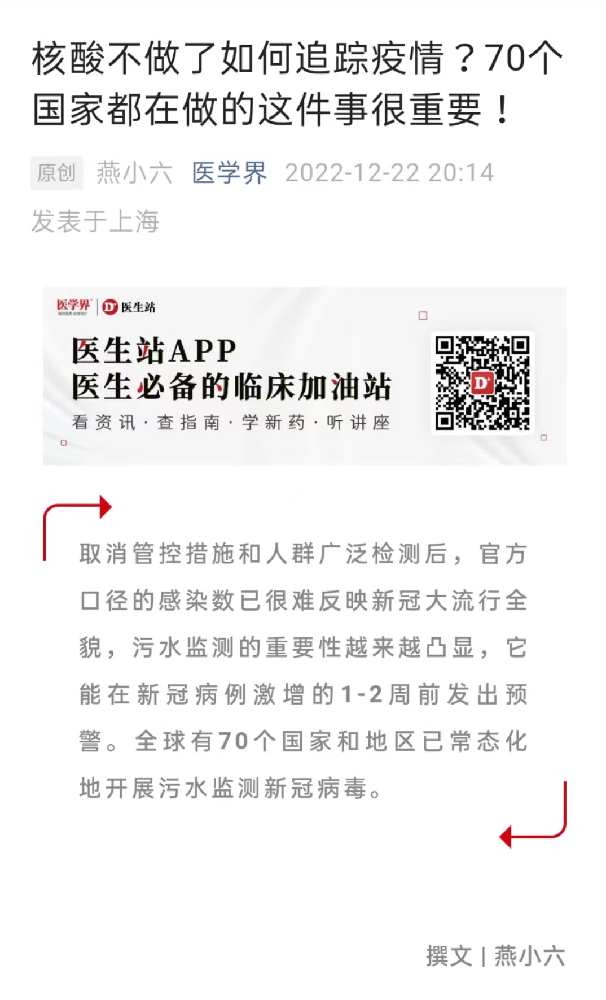 核酸不做了如何追踪疫情？70个
国家都在做的这件事很重要！
原创 燕小六 医学界 2022-12-22 20:14
发表于上海
医学界 D+ 医生站
医生站APP
医生必备的临床加油站
看资讯·查指南·学新药·听讲座
D+
取消管控措施和人群广泛检测后，官方
口径的感染数已很难反映新冠大流行全
貌，污水监测的重要性越来越凸显，它
能在新冠病例激增的1-2周前发出预
警。全球有70个国家和地区已常态化
地开展污水监测新冠病毒。
撰文 | 燕小六